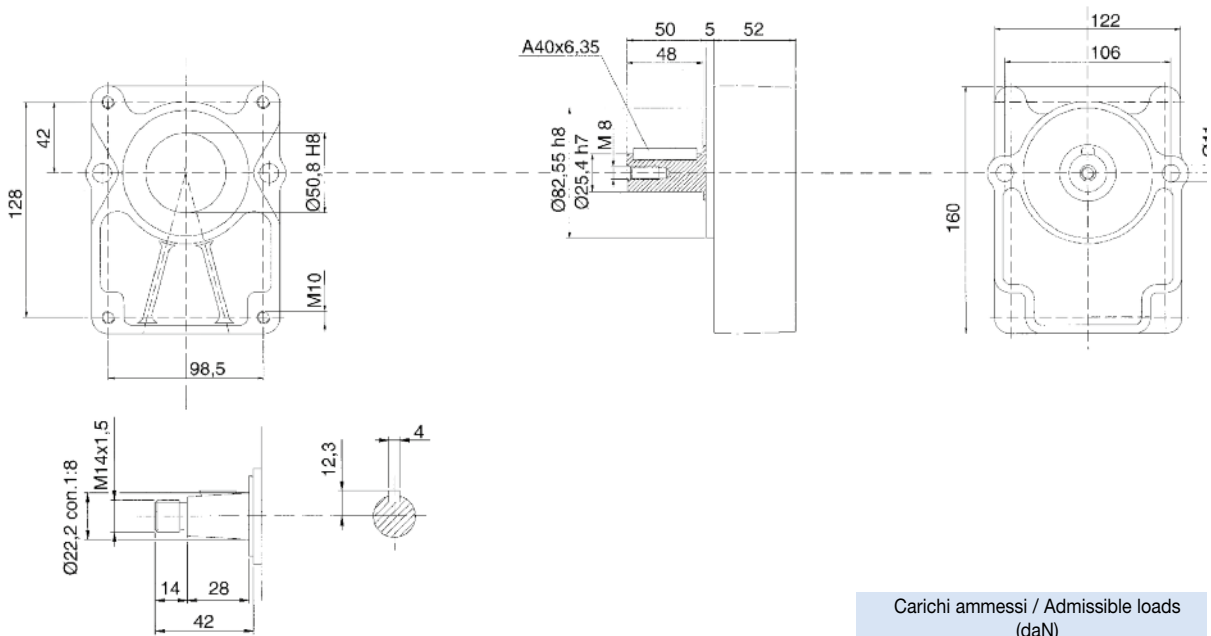 50 5 52
48
A40x6,35
M 8
Ø82.55 h8
Ø25.4 h7
122
106
160
42
128
Ø50,8 H8
M10
98,5
M14x1,5
Ø22,2 con.1:8
14 28
42
12,3
4
Carichi ammessi / Admissible loads
(daN)